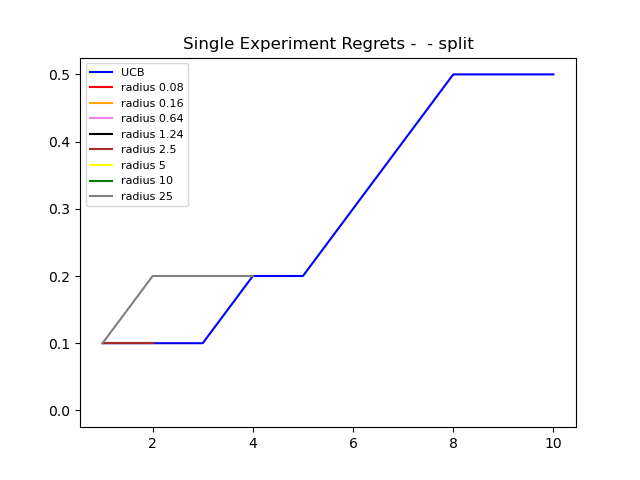 Single Experiment Regrets -  - split
UCB
radius 0.08
radius 0.16
radius 0.64
radius 1.24
radius 2.5
radius 5
radius 10
radius 25
0.5
0.4
0.3
0.2
0.1
0.0
2
4
6
8
10